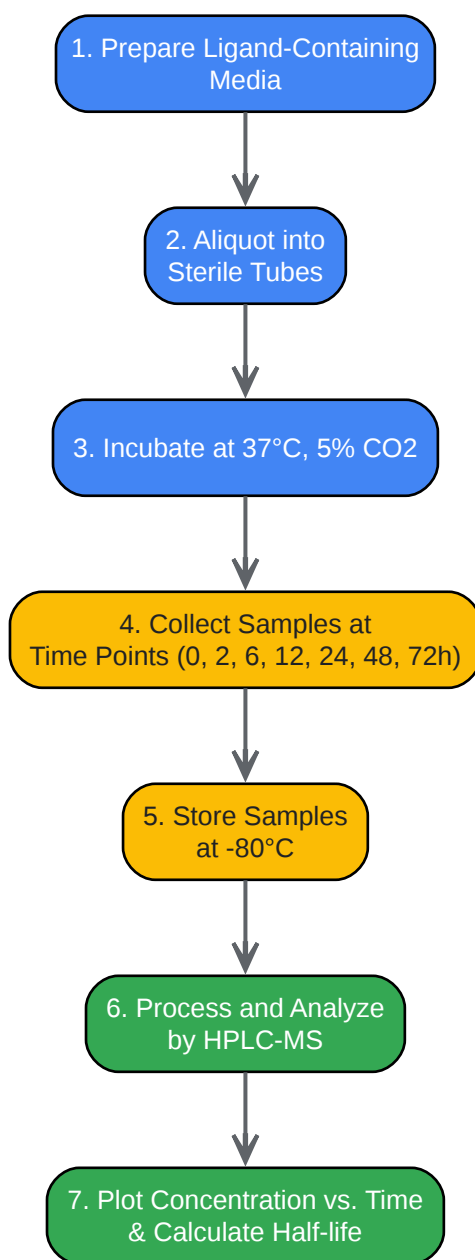 1. Prepare Ligand-Containing
Media
2. Aliquot into
Sterile Tubes
3. Incubate at 37°C, 5% CO2
4. Collect Samples at
Time Points (0, 2, 6, 12, 24, 48, 72h)
5. Store Samples
at -80°C
6. Process and Analyze
by HPLC-MS
7. Plot Concentration vs. Time
& Calculate Half-life